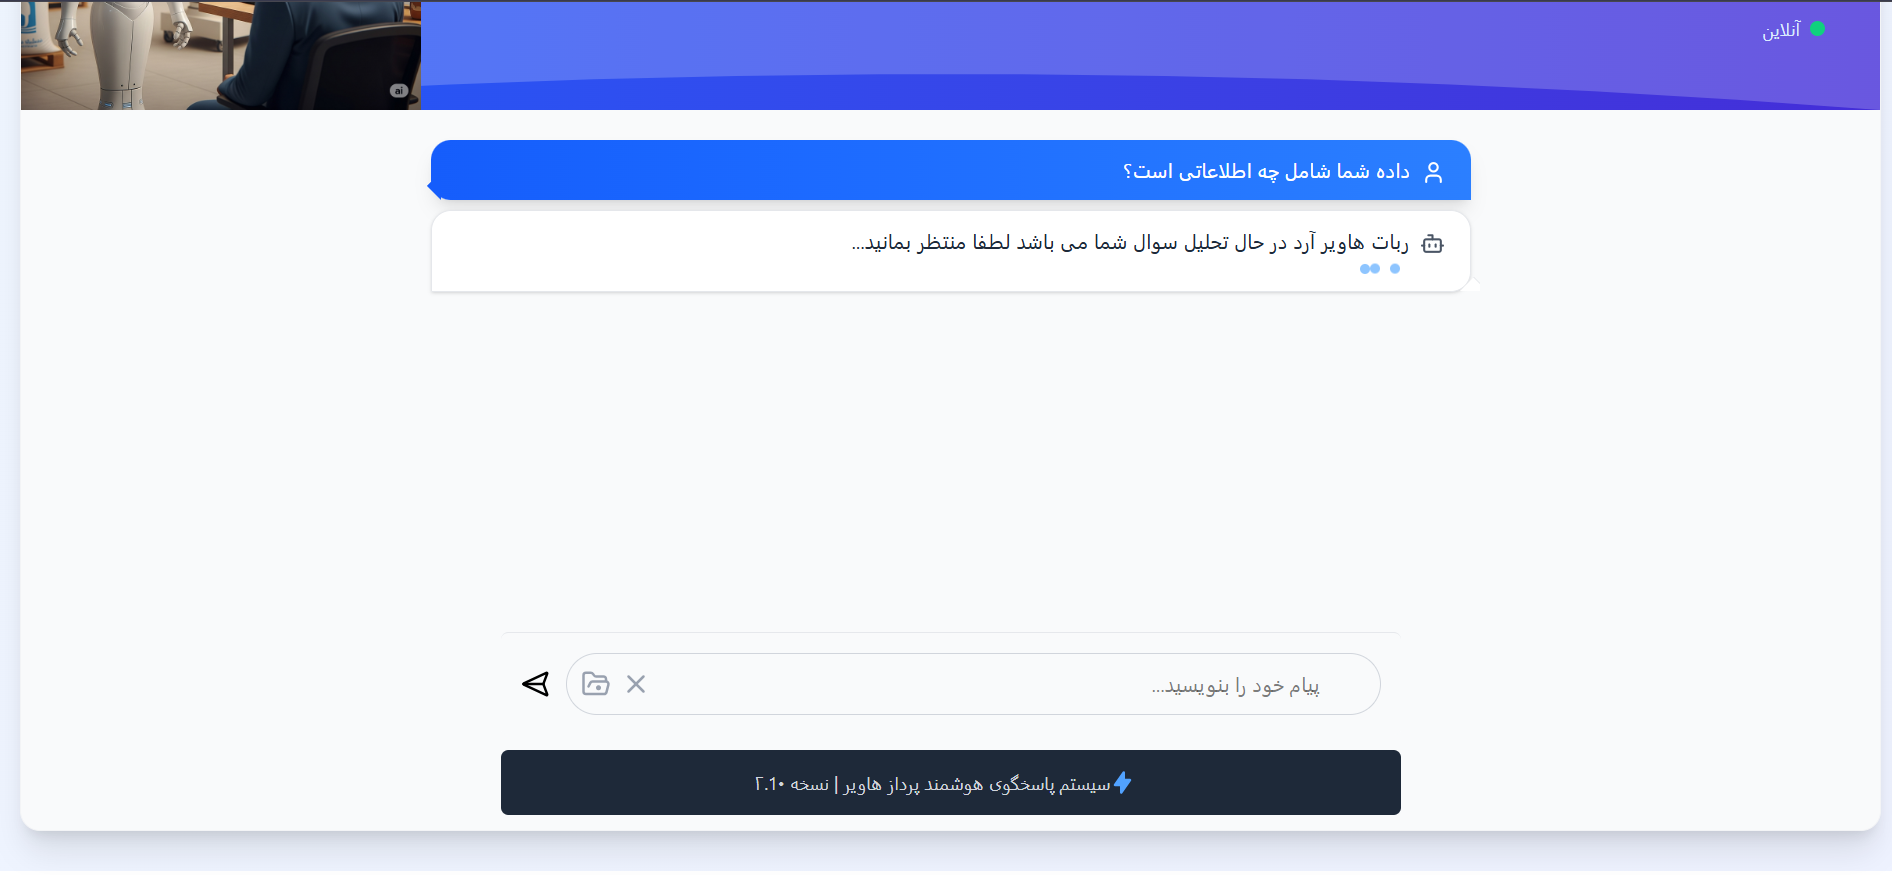 آنلاین
ai
داده شما شامل چه اطلاعاتی است؟
ربات هاویر آرد در حال تحلیل سوال شما می باشد لطفا منتظر بمانید...
پیام خود را بنویسید...
سیستم پاسخگوی هوشمند پرداز هاویر | نسخه ۲.1۰